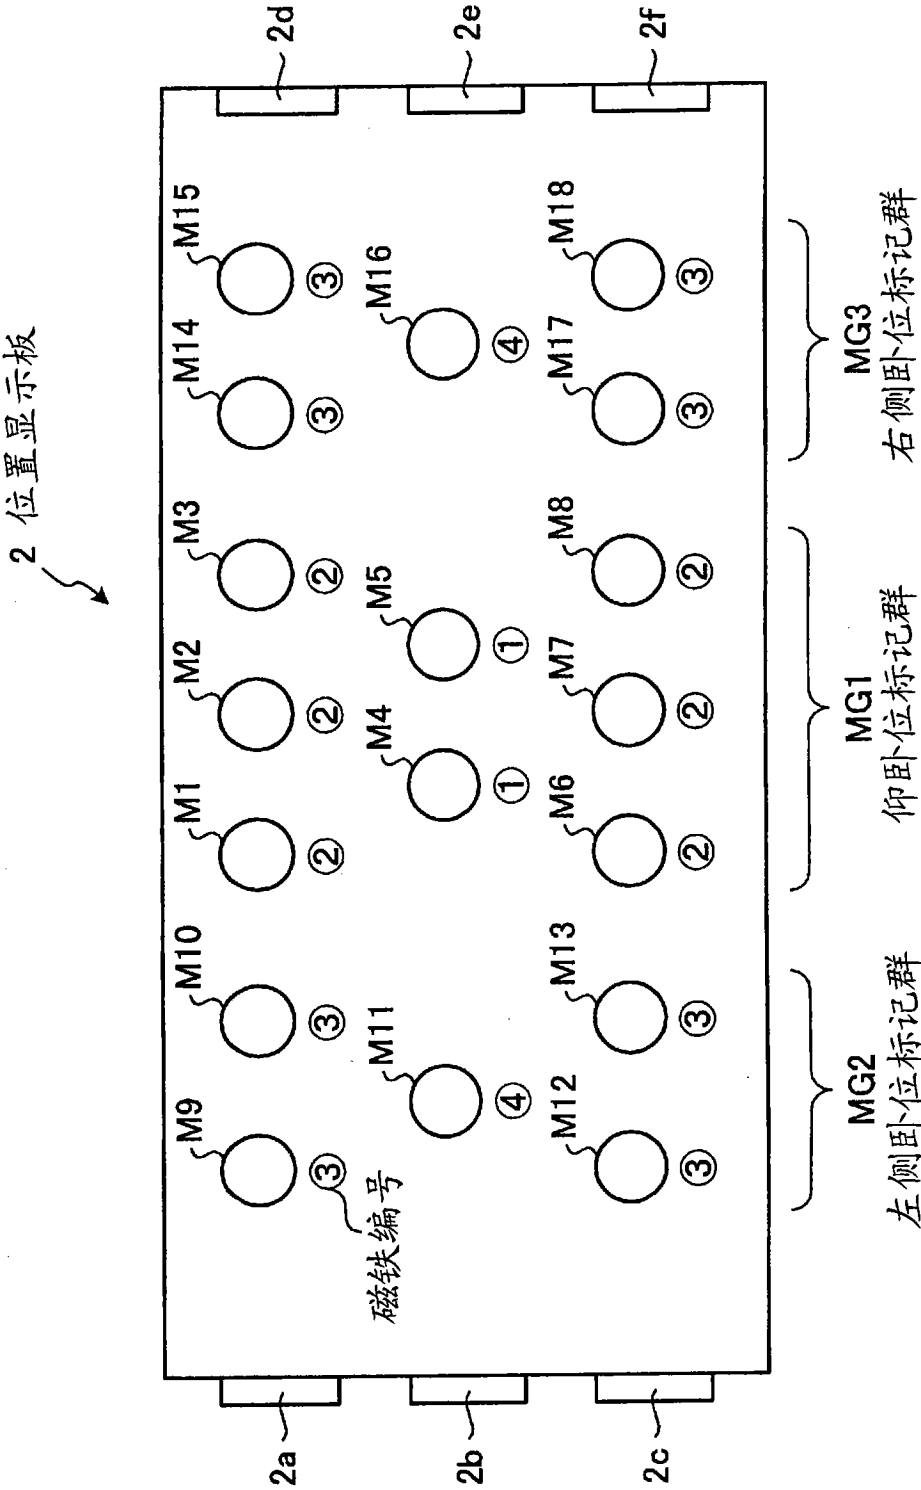 2 位置显示板
2a
2b
2c
2d
2e
2f
M9
③
M10
③
M1
②
M2
②
M3
②
M14
③
M15
③
磁铁编号
M11
④
M4
①
M5
①
M16
④
M12
③
M13
③
M6
②
M7
②
M8
②
M17
③
M18
③
MG2
左侧卧位标记群
MG1
仰卧位标记群
MG3
右侧卧位标记群